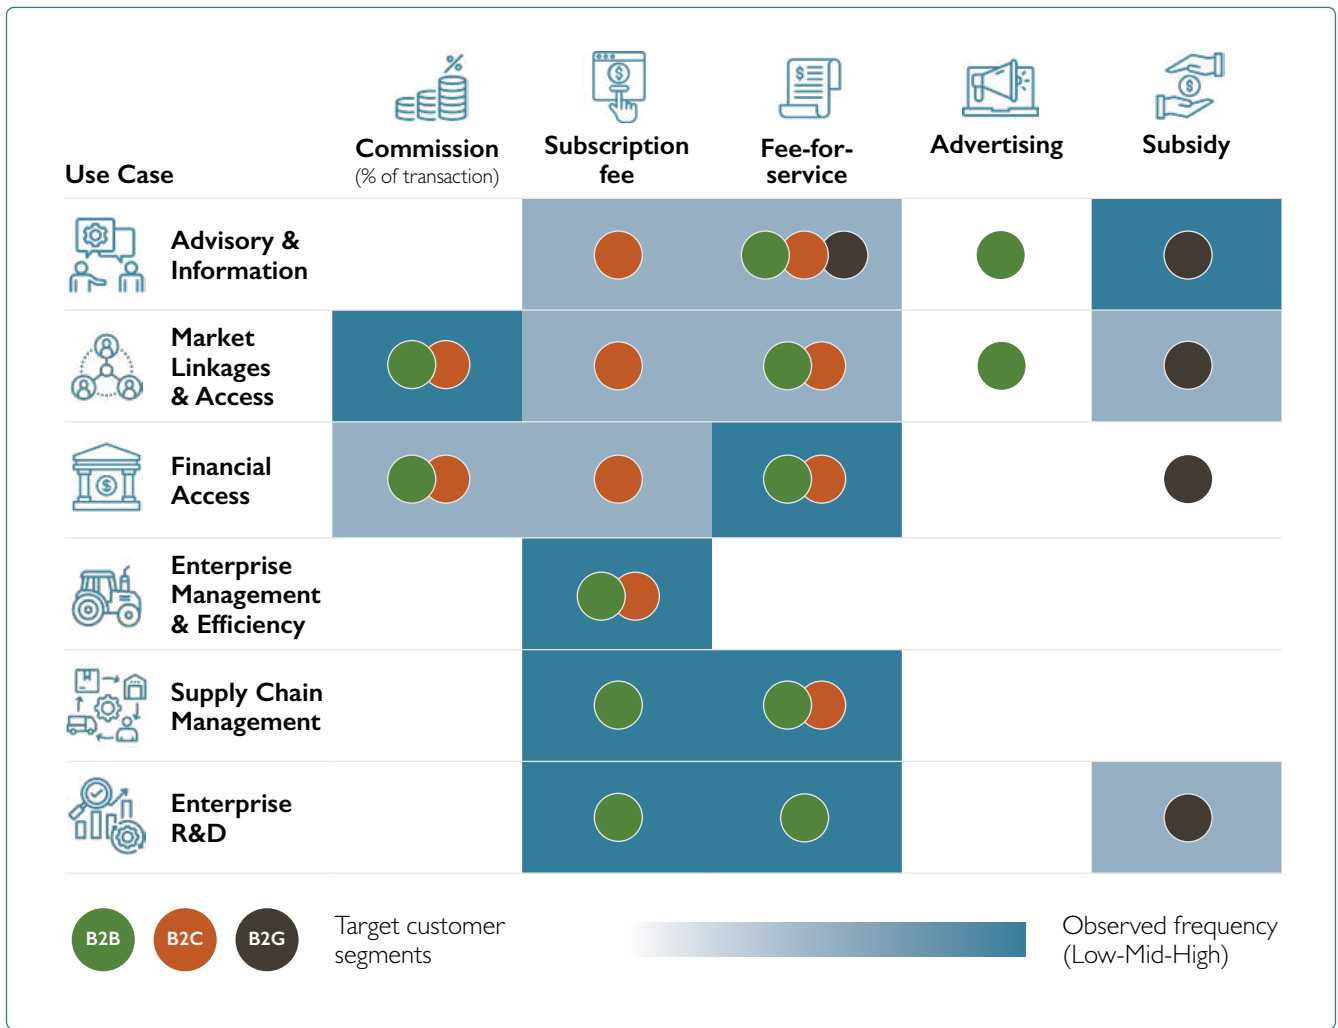 Use Case
Commission
(% of transaction)
Subscription
fee
Fee-for-
service
Advertising
Subsidy
Advisory &
Information
Market
Linkages
& Access
Financial
Access
Enterprise
Management
& Efficiency
Supply Chain
Management
Enterprise
R&D
B2B
B2C
B2G
Target customer
segments
Observed frequency
(Low-Mid-High)